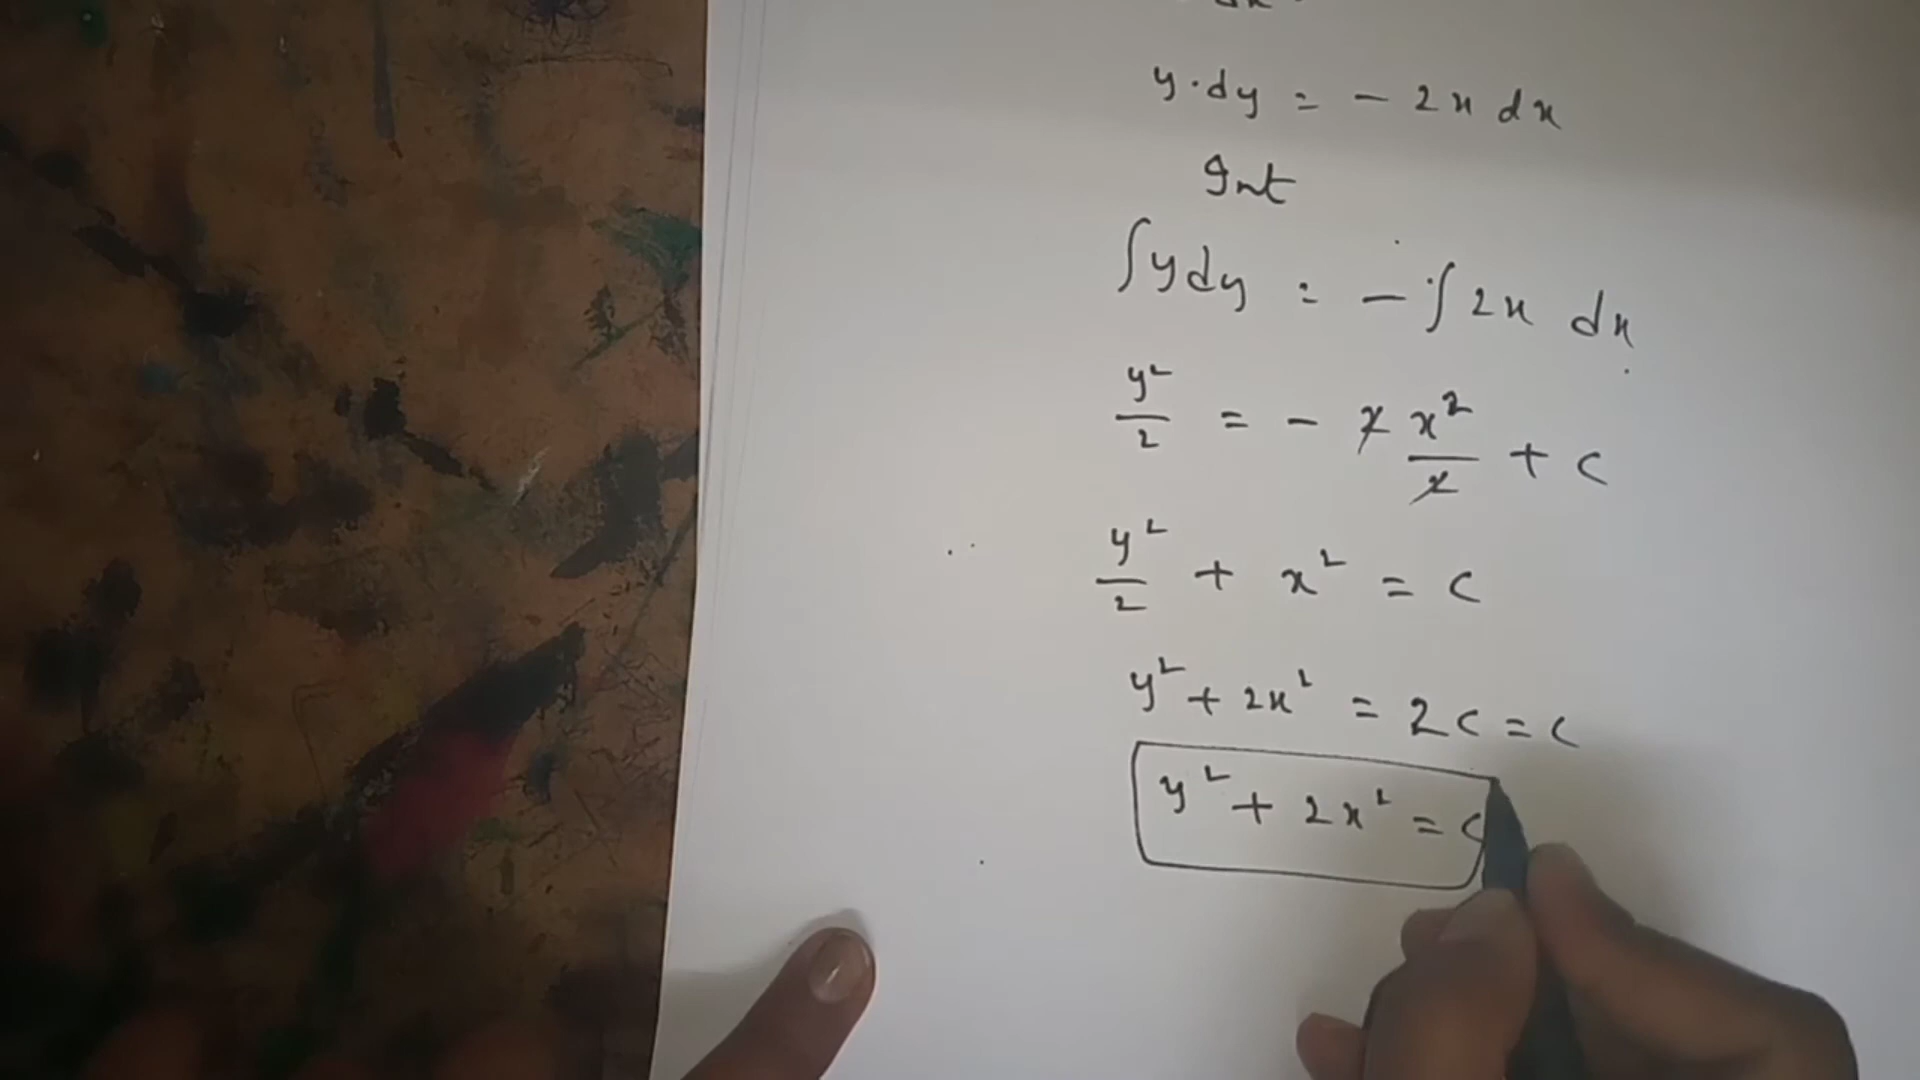 y·dy = - 2x dx
Int
∫y dy = - ∫ 2x dx
y²/2 = - 2 x²/2 + c
y²/2 + x² = c
y² + 2x² = 2c = c
y² + 2x² = c